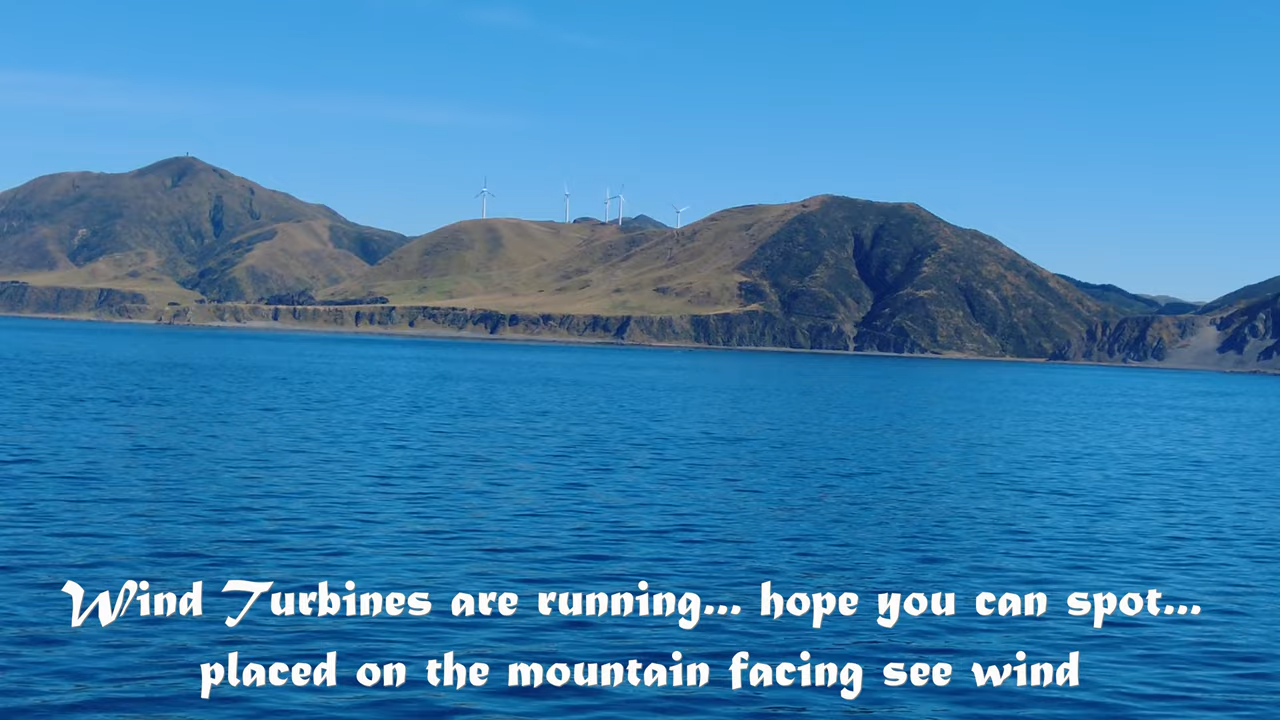 Wind Turbines are running... hope you can spot...
placed on the mountain facing see wind